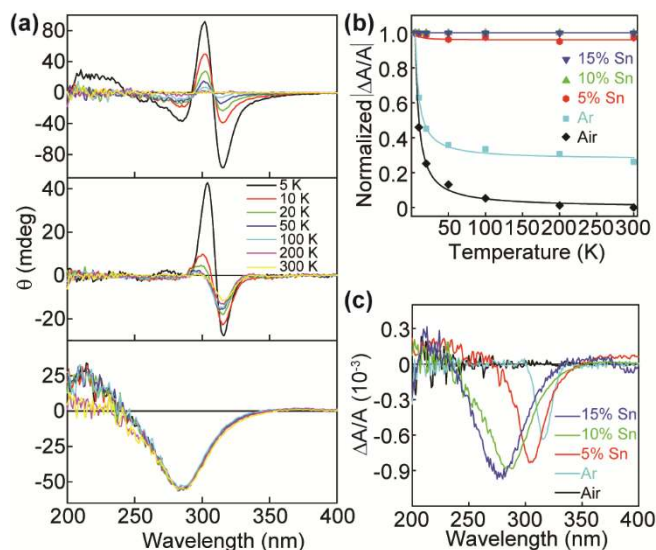 (a)
80
40
0
-40
-80
40
20
0
-20
5 K
10 K
20 K
50 K
100 K
200 K
300 K
25
0
-25
-50
θ (mdeg)
200 250 300 350 400
Wavelength (nm)
(b)
1.0
0.8
0.6
0.4
0.2
0.0
Normalized |ΔA/A|
15% Sn
10% Sn
5% Sn
Ar
Air
50 100 150 200 250 300
Temperature (K)
(c)
0.3
0
-0.3
-0.6
-0.9
ΔA/A (10⁻³)
15% Sn
10% Sn
5% Sn
Ar
Air
200 250 300 350 400
Wavelength (nm)